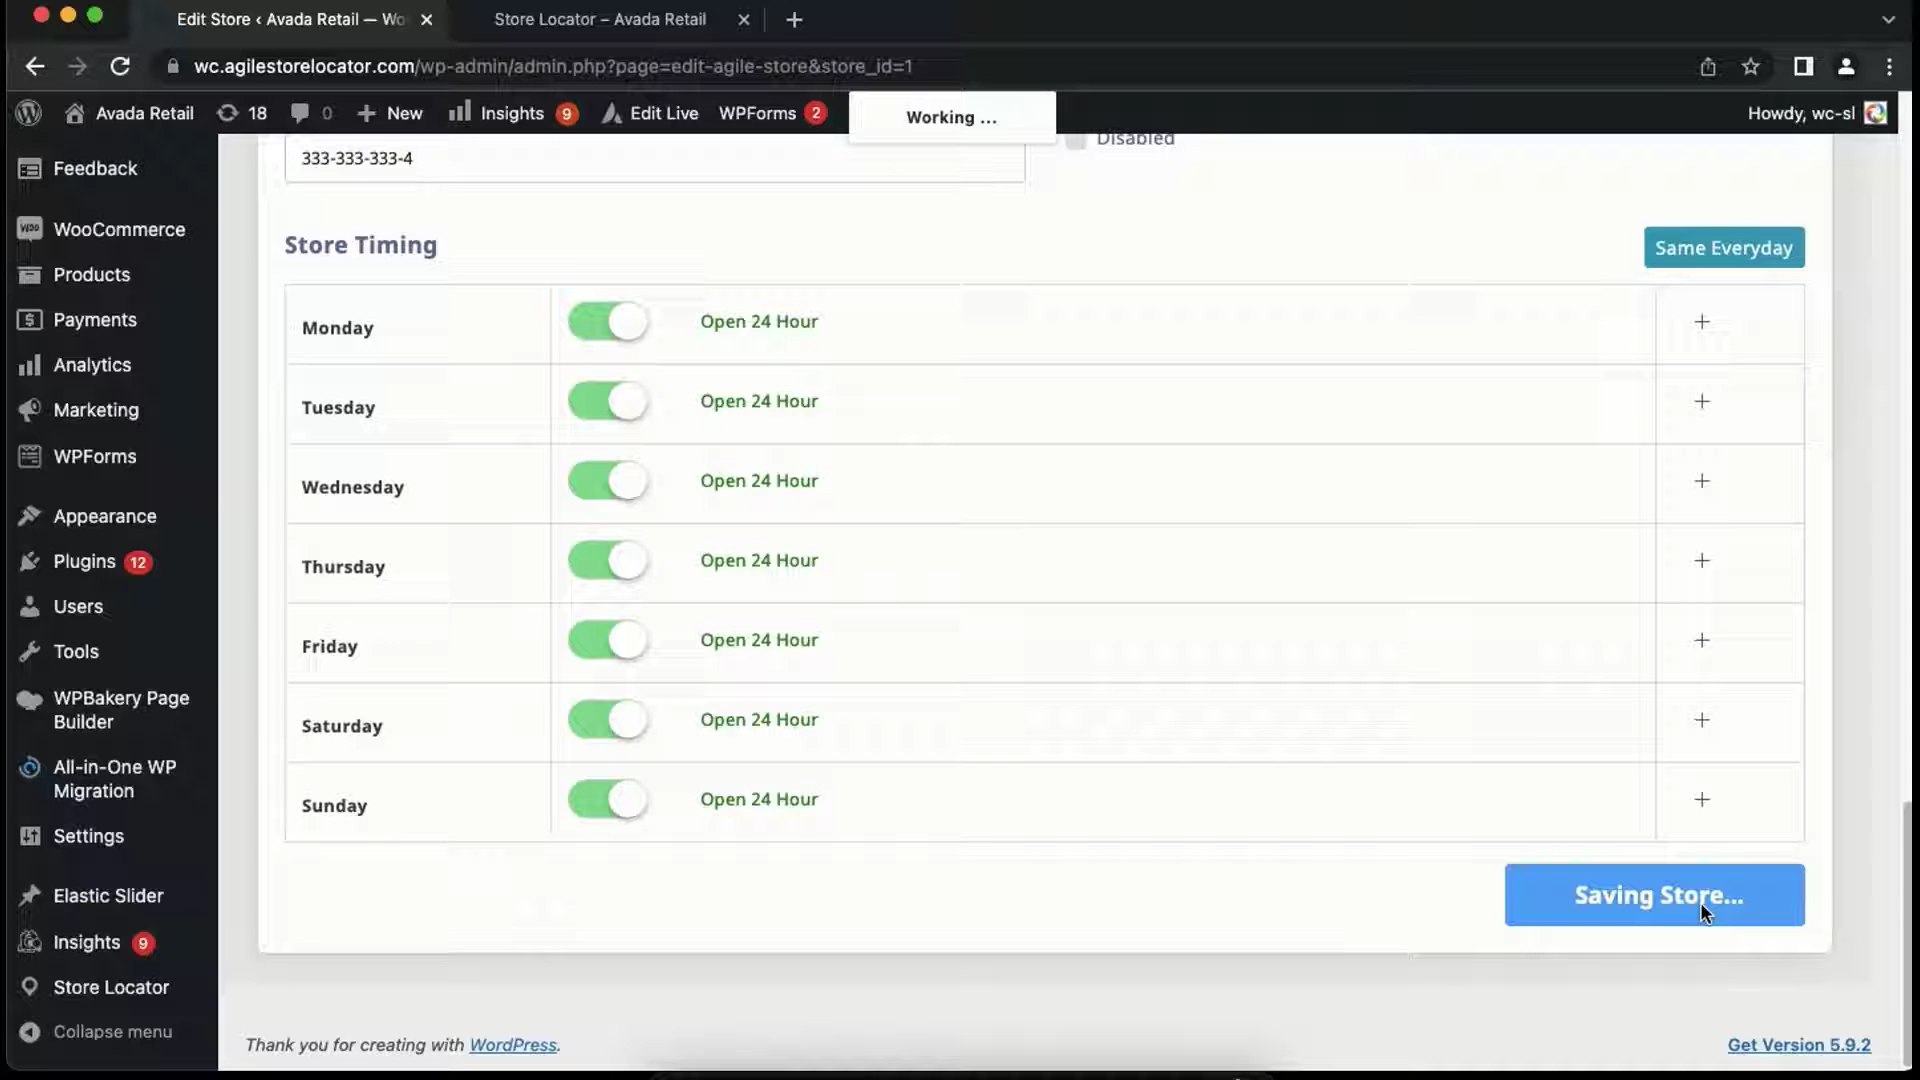 Edit Store ‹ Avada Retail — Wo
Store Locator – Avada Retail
wc.agilestorelocator.com/wp-admin/admin.php?page=edit-agile-store&store_id=1
Avada Retail
18
0
New
Insights 9
Edit Live
WPForms 2
Working ...
Howdy, wc-sl
Feedback
WooCommerce
Products
Payments
Analytics
Marketing
WPForms
Appearance
Plugins 12
Users
Tools
WPBakery Page
Builder
All-in-One WP
Migration
Settings
Elastic Slider
Insights 9
Store Locator
Collapse menu
333-333-333-4
Disabled
Store Timing
Same Everyday
Monday Open 24 Hour +
Tuesday Open 24 Hour +
Wednesday Open 24 Hour +
Thursday Open 24 Hour +
Friday Open 24 Hour +
Saturday Open 24 Hour +
Sunday Open 24 Hour +
Saving Store...
Thank you for creating with WordPress.
Get Version 5.9.2